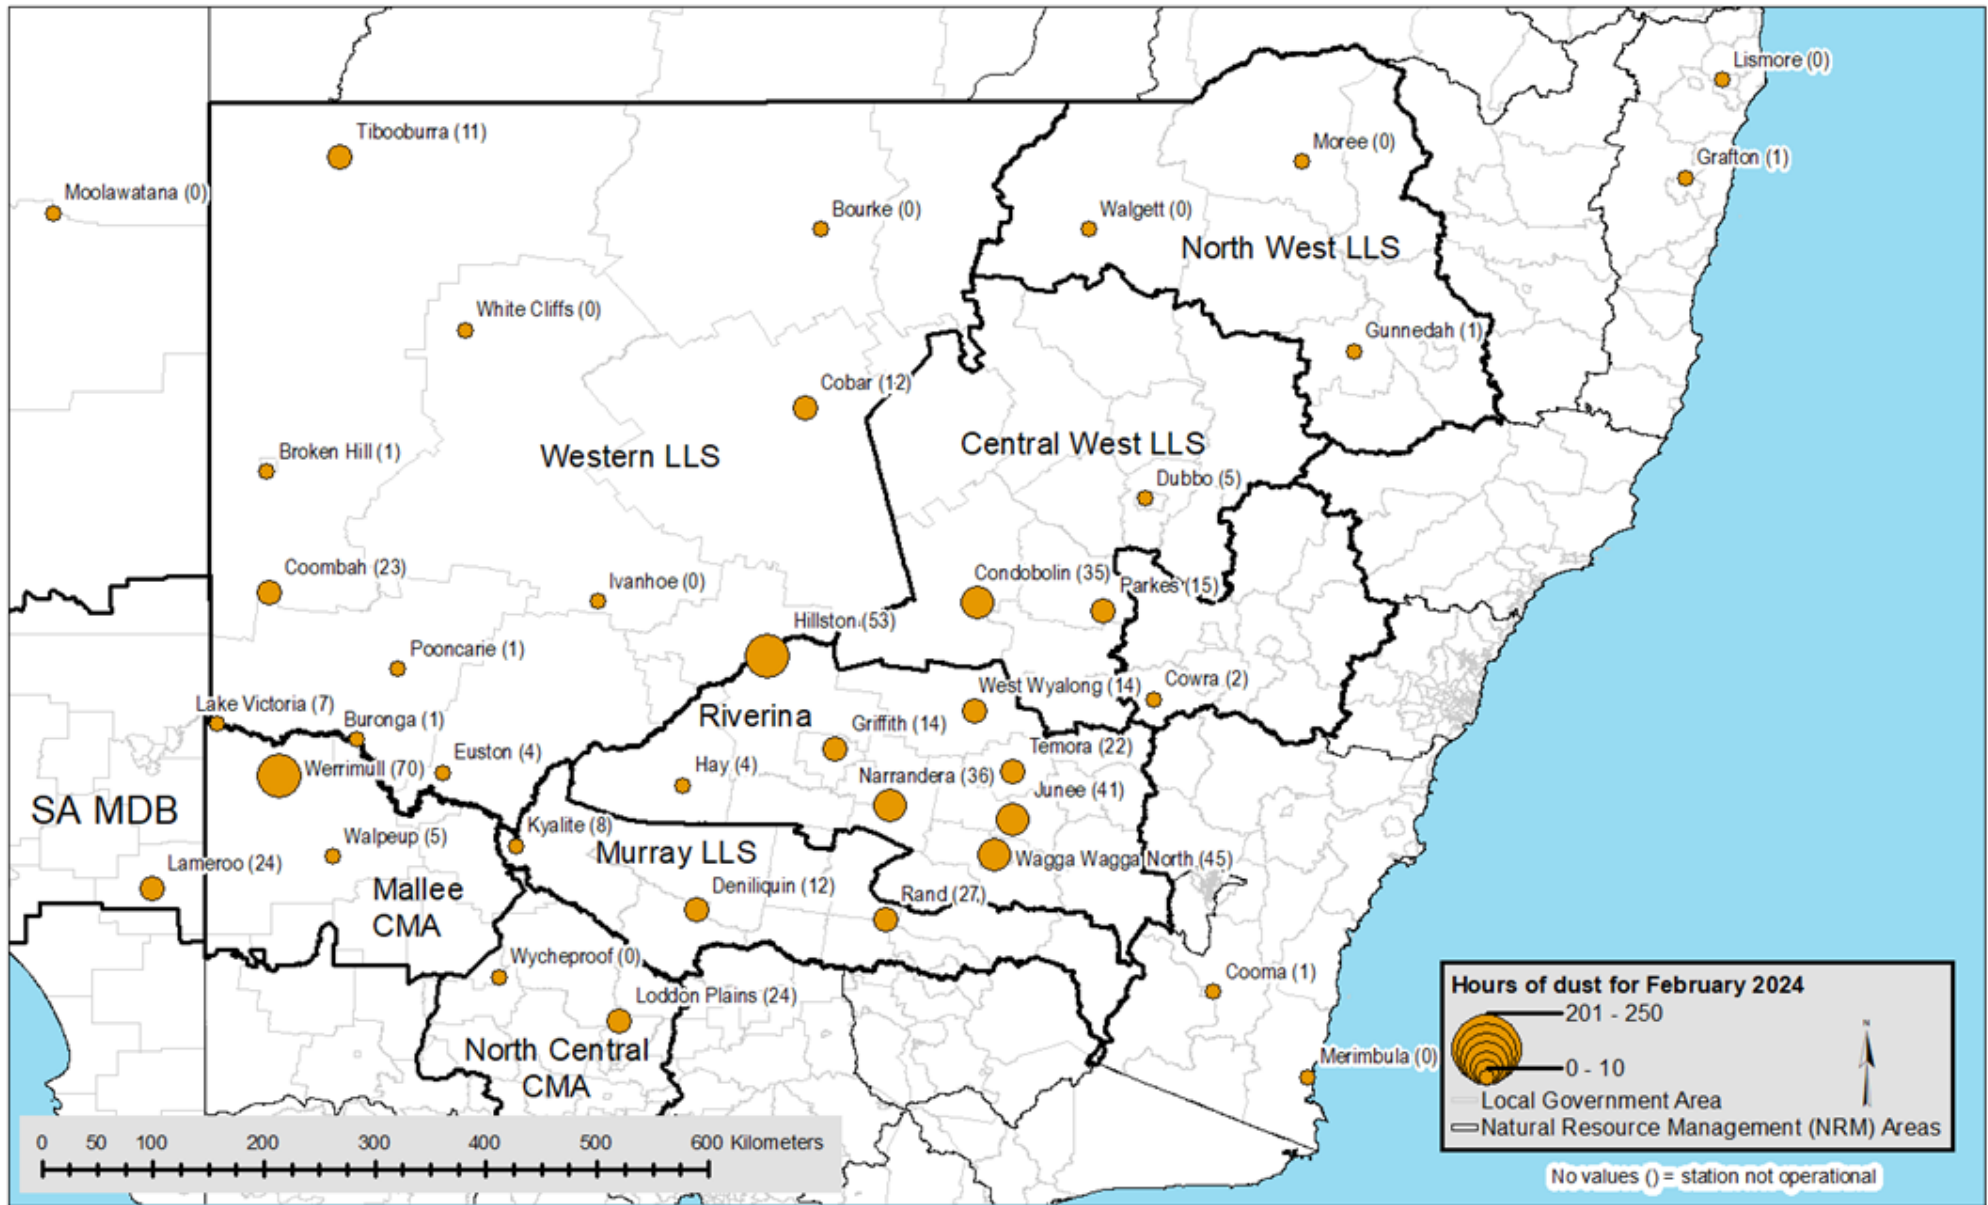 Lismore (0)
Tibooburra (11)
Moree (0)
Grafton (1)
Moolawatana (0)
Bourke (0)
Walgett (0)
North West LLS
White Cliffs (0)
Gunnedah (1)
Cobar (12)
Central West LLS
Broken Hill (1)
Western LLS
Dubbo (5)
Coombah (23)
Ivanhoe (0)
Condobolin (35)
Parkes (15)
Hillston (53)
Pooncarie (1)
Cowra (2)
West Wyalong (14)
Lake Victoria (7)
Buronga (1)
Riverina
Griffith (14)
Euston (4)
Temora (22)
Werrimull (70)
Hay (4)
Narrandera (36)
Junee (41)
SA MDB
Kyalite (8)
Walpeup (5)
Murray LLS
Wagga Wagga North (45)
Lameroo (24)
Mallee
CMA
Deniliquin (12)
Rand (27)
Wycheproof (0)
Cooma (1)
Loddon Plains (24)
North Central
CMA
Merimbula (0)
Hours of dust for February 2024
201 - 250
0 - 10
N
Local Government Area
Natural Resource Management (NRM) Areas
0 50 100 200 300 400 500 600 Kilometers
No values () = station not operational